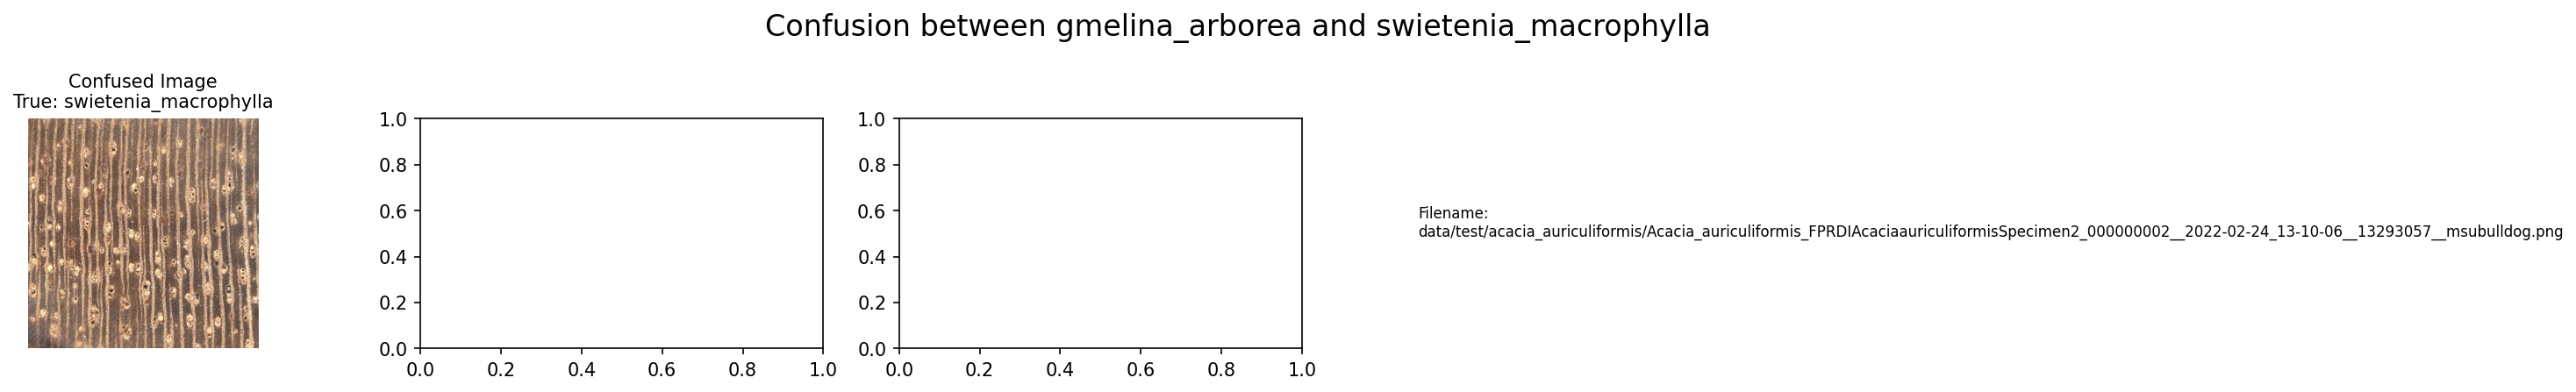 Confusion between gmelina_arborea and swietenia_macrophylla
Confused Image
True: swietenia_macrophylla
1.0
0.8
0.6
0.4
0.2
0.0
0.0 0.2 0.4 0.6 0.8 1.0
1.0
0.8
0.6
0.4
0.2
0.0
0.0 0.2 0.4 0.6 0.8 1.0
Filename:
data/test/acacia_auriculiformis/Acacia_auriculiformis_FPRDIAcaciaauriculiformisSpecimen2_000000002__2022-02-24_13-10-06__13293057__msubulldog.png